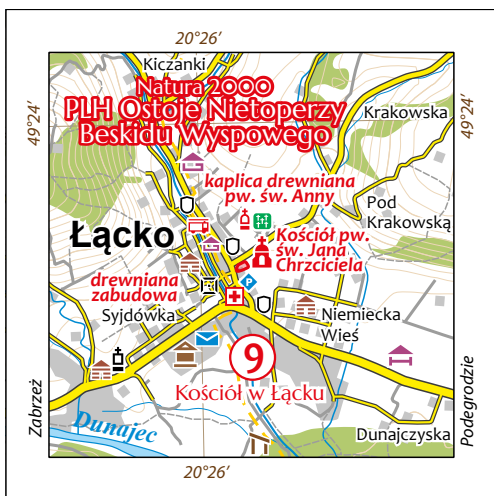 20°26′
Kiczanki
49°24′
Natura 2000
PLH Ostoje Nietoperzy
Beskidu Wyspowego
Krakowska
49°24′
kaplica drewniana
pw. św. Anny
Pod
Krakowską
Łącko
Kościół pw.
św. Jana
Chrzciciela
drewniana
zabudowa
P
Syjdówka
Niemiecka
Wieś
9
Kościół w Łącku
Zabrzeż
Dunajec
Dunajczyska
Podegrodzie
20°26′